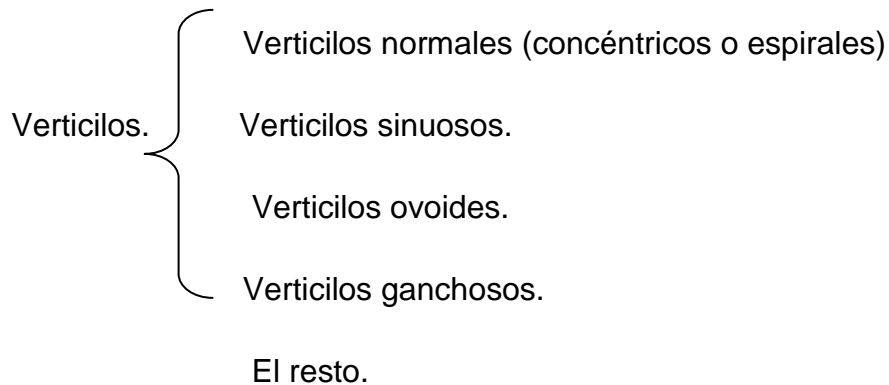 Verticilos normales (concéntricos o espirales)
Verticilos. Verticilos sinuosos.
Verticilos ovoides.
Verticilos ganchosos.
El resto.